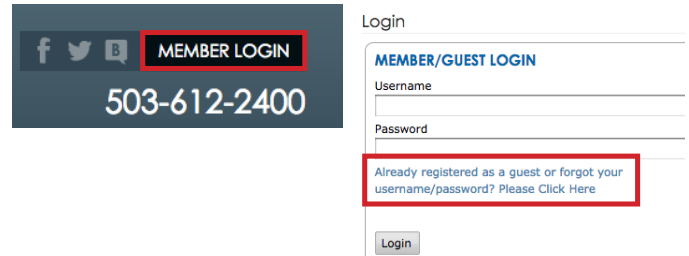 MEMBER LOGIN
503-612-2400
Login
MEMBER/GUEST LOGIN
Username
Password
Already registered as a guest or forgot your
username/password? Please Click Here
Login